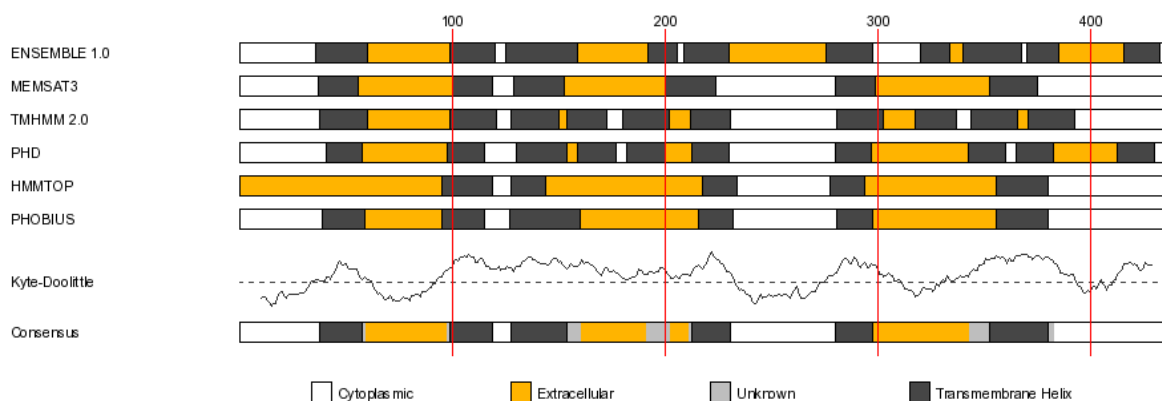 100 200 300 400
ENSEMBLE 1.0
MEMSAT3
TMHMM 2.0
PHD
HMMTOP
PHOBIUS
Kyte-Doolittle
Consensus
Cytoplasmic Extracellular Unknown Transmembrane Helix